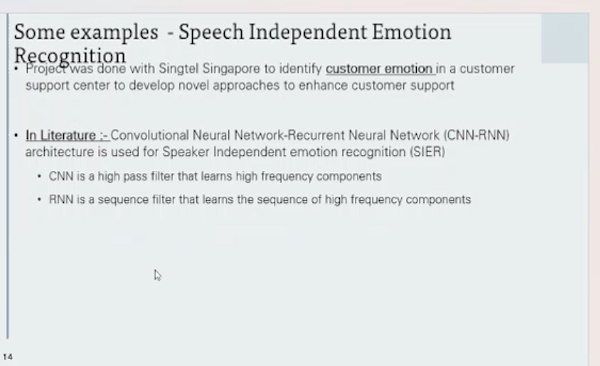 Some examples - Speech Independent Emotion
Recognition
• Project was done with Singtel Singapore to identify customer emotion in a customer
support center to develop novel approaches to enhance customer support
• In Literature :- Convolutional Neural Network-Recurrent Neural Network (CNN-RNN)
architecture is used for Speaker Independent emotion recognition (SIER)
• CNN is a high pass filter that learns high frequency components
• RNN is a sequence filter that learns the sequence of high frequency components
14